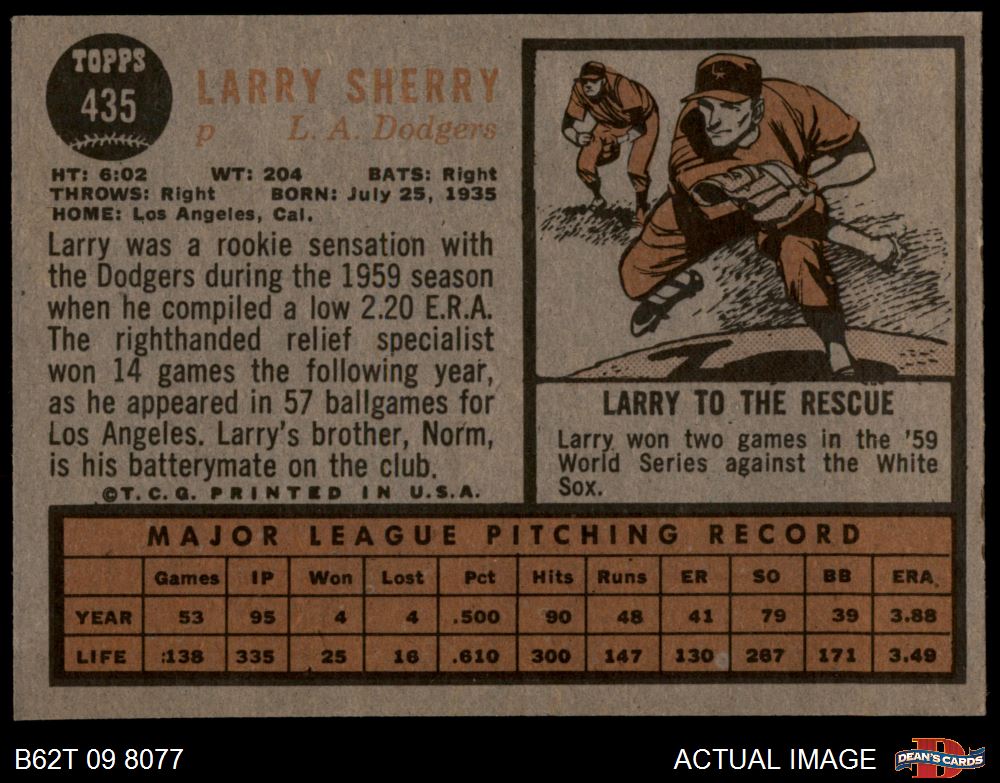 TOPPS
435
LARRY SHERRY
p L. A. Dodgers
HT: 6:02 WT: 204 BATS: Right
THROWS: Right BORN: July 25, 1935
HOME: Los Angeles, Cal.
Larry was a rookie sensation with
the Dodgers during the 1959 season
when he compiled a low 2.20 E.R.A.
The righthanded relief specialist
won 14 games the following year,
as he appeared in 57 ballgames for
Los Angeles. Larry's brother, Norm,
is his batterymate on the club.
©T. C. G. PRINTED IN U.S.A.
LARRY TO THE RESCUE
Larry won two games in the '59
World Series against the White
Sox.
MAJOR LEAGUE PITCHING RECORD
Games IP Won Lost Pct Hits Runs ER SO BB ERA
YEAR 53 95 4 4 .500 90 48 41 79 39 3.88
LIFE 138 335 25 16 .610 300 147 130 267 171 3.49
B62T 09 8077
ACTUAL IMAGE
DEAN'S CARDS